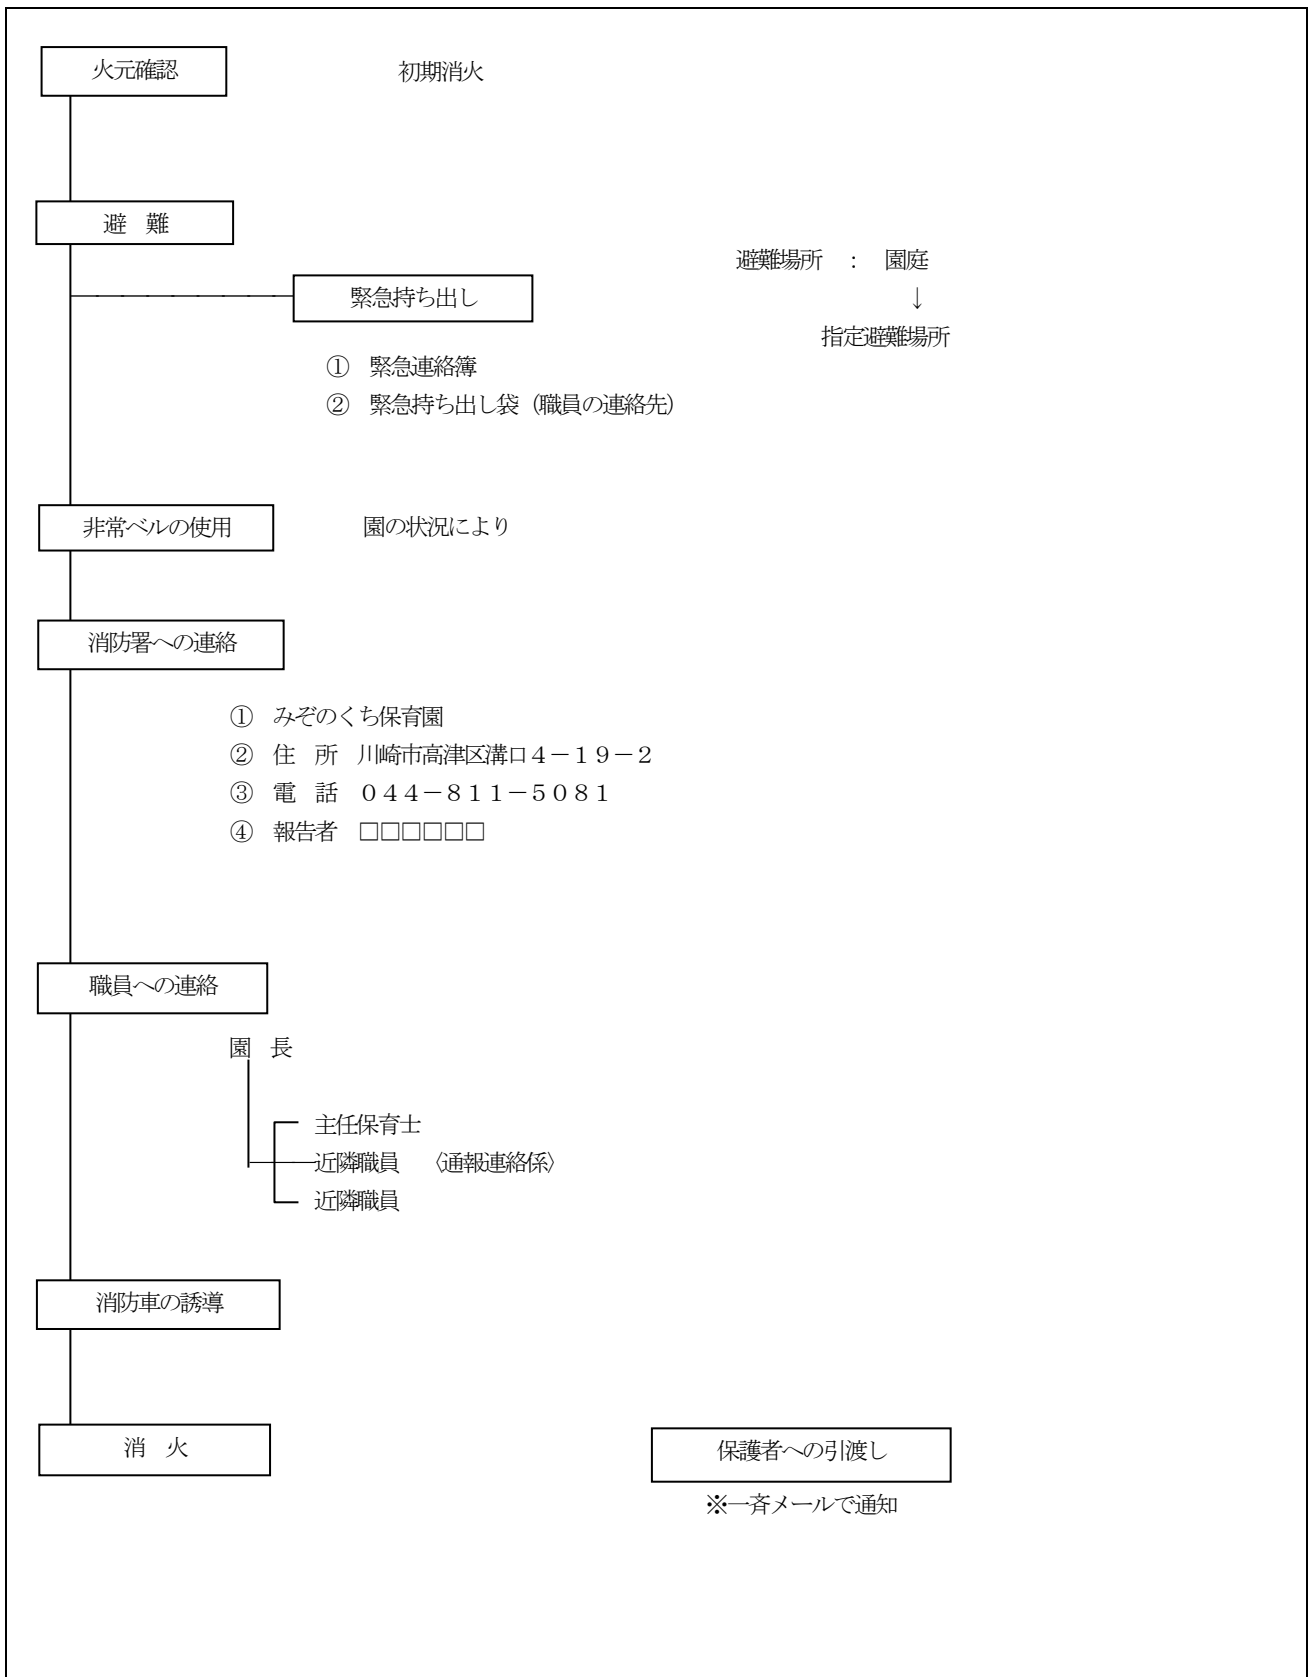 火元確認　初期消火
避　難
避難場所　：　園庭
↓
緊急持ち出し
指定避難場所
①　緊急連絡簿
②　緊急持ち出し袋（職員の連絡先）
非常ベルの使用　園の状況により
消防署への連絡
①　みぞのくち保育園
②　住　所　川崎市高津区溝口４－１９－２
③　電　話　０４４－８１１－５０８１
④　報告者　□□□□□□
職員への連絡
園　長
主任保育士
近隣職員　〈通報連絡係〉
近隣職員
消防車の誘導
消　火
保護者への引渡し
※一斉メールで通知